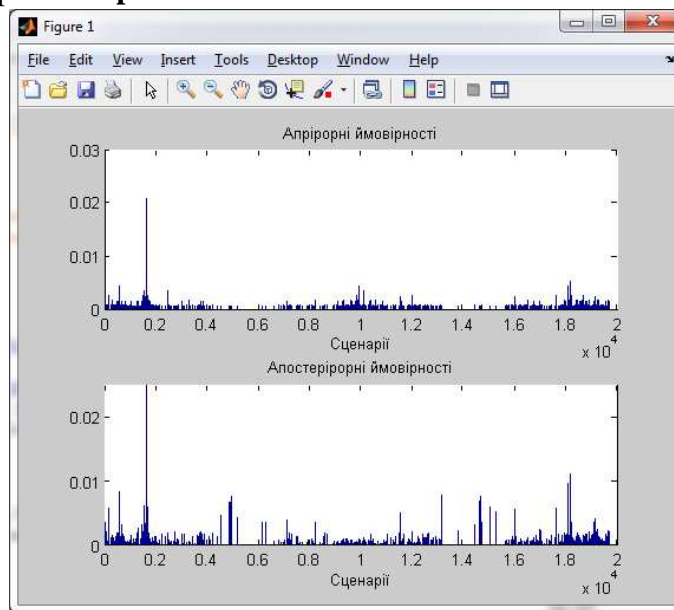 Figure 1
File Edit View Insert Tools Desktop Window Help
Апріорні ймовірності
0.03
0.02
0.01
0
0 0.2 0.4 0.6 0.8 1 1.2 1.4 1.6 1.8 2
x 10^4
Сценарії
Апостерірорні ймовірності
0.02
0.01
0
0 0.2 0.4 0.6 0.8 1 1.2 1.4 1.6 1.8 2
x 10^4
Сценарії